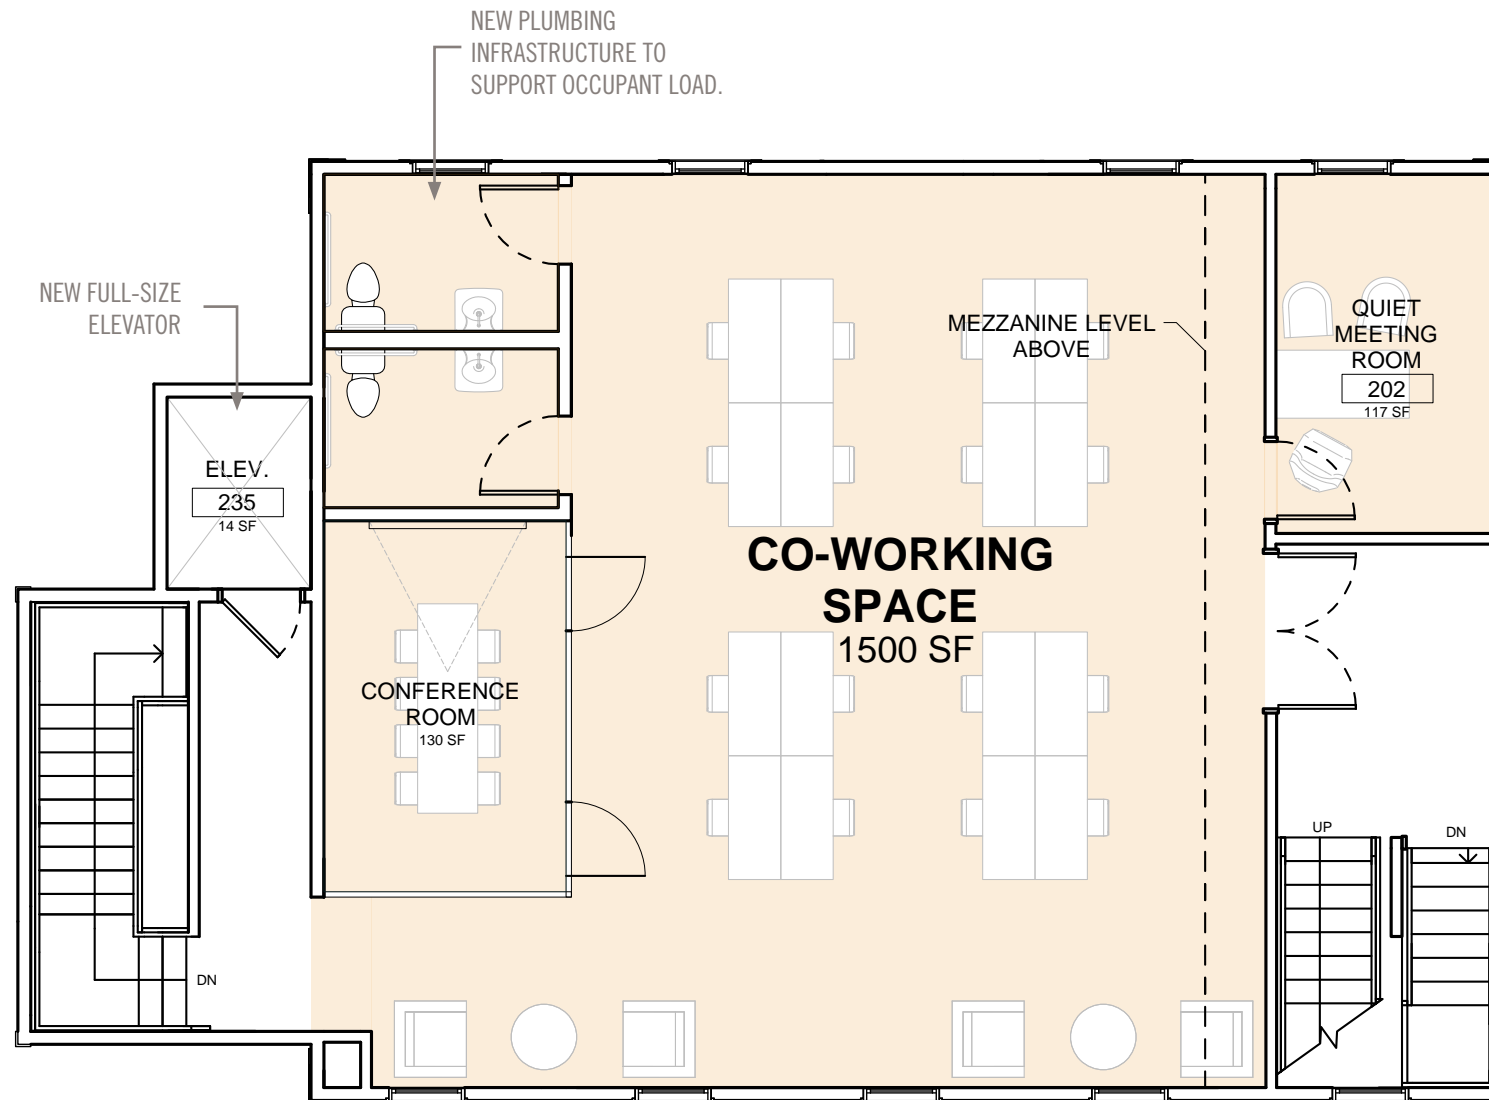 NEW PLUMBING
INFRASTRUCTURE TO
SUPPORT OCCUPANT LOAD.
NEW FULL-SIZE
ELEVATOR
MEZZANINE LEVEL
ABOVE
QUIET
MEETING
ROOM
202
117 SF
ELEV.
235
14 SF
CO-WORKING
SPACE
1500 SF
CONFERENCE
ROOM
130 SF
UP
DN
DN